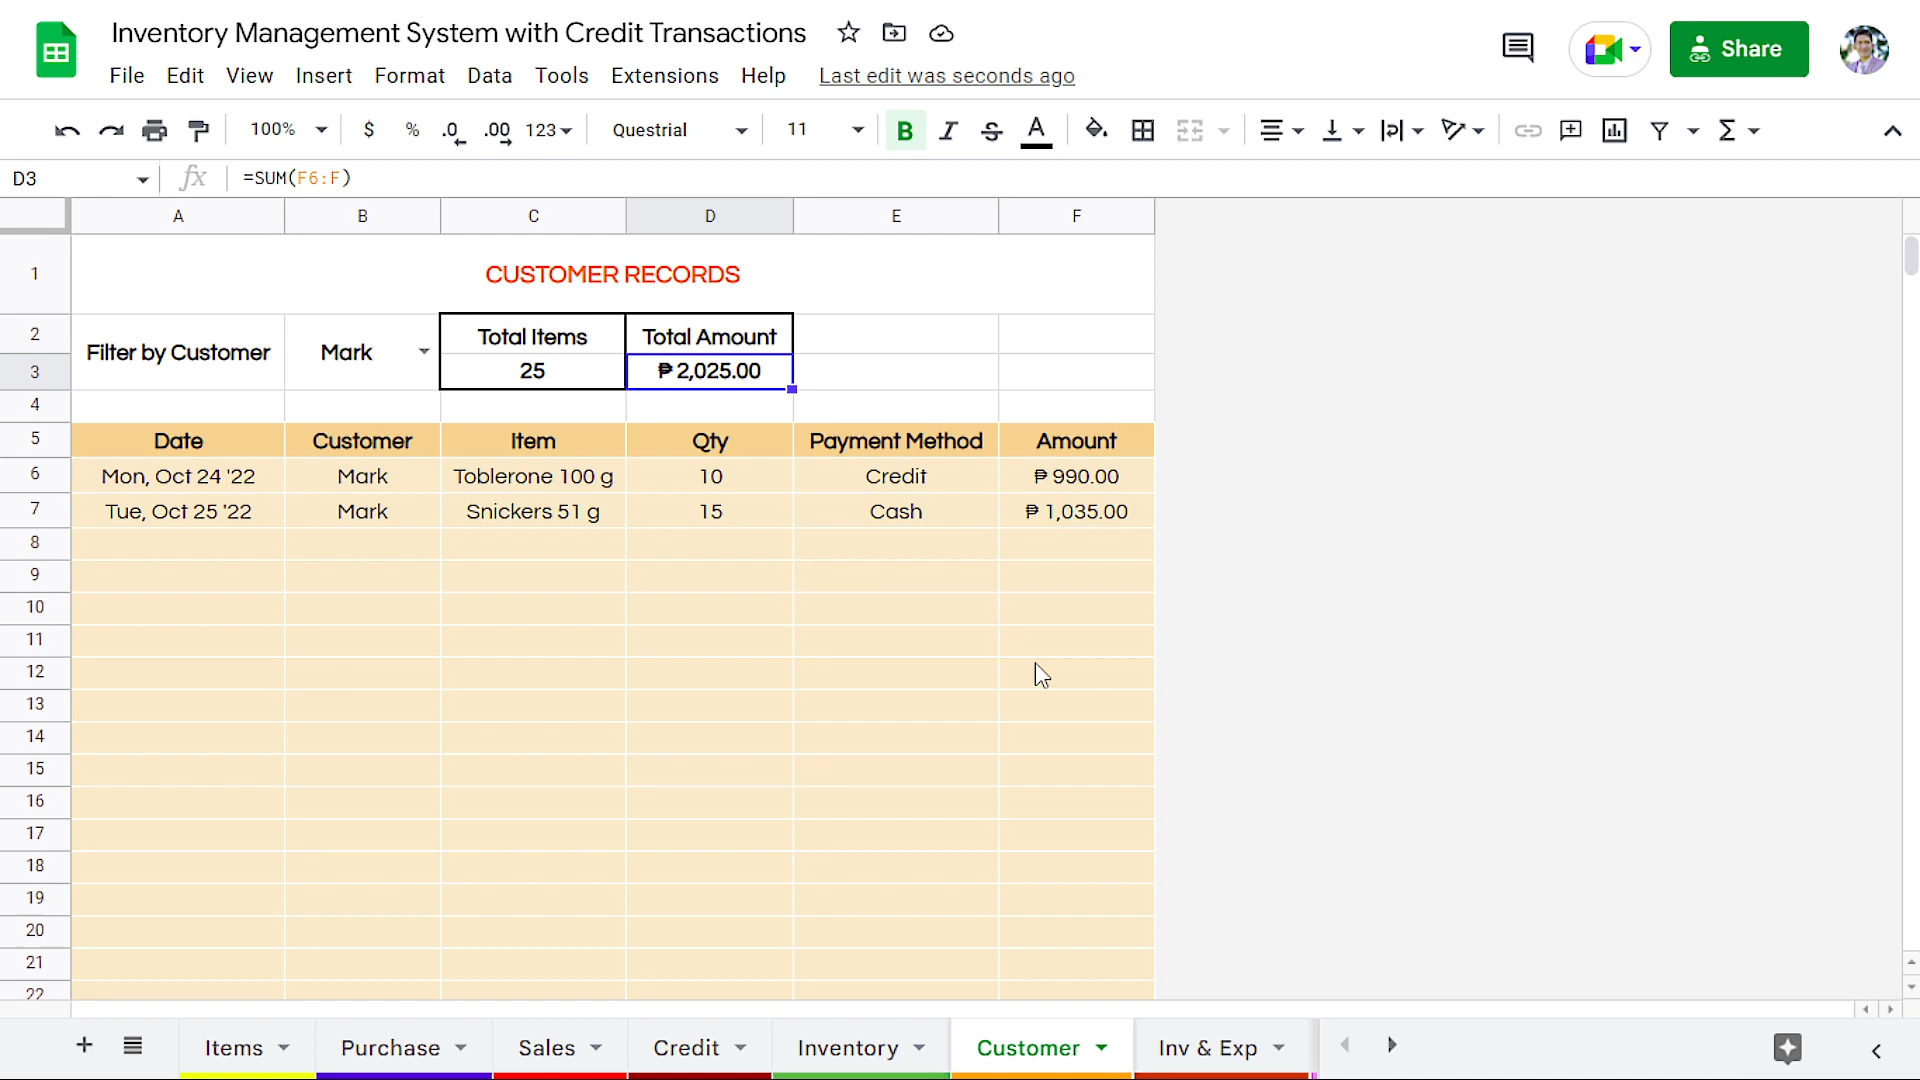 Inventory Management System with Credit Transactions
File Edit View Insert Format Data Tools Extensions Help Last edit was seconds ago
Share
100% $ % .0 .00 123 Questrial 11 B I S A Σ
D3 fx =SUM(F6:F)
A B C D E F
1 CUSTOMER RECORDS
2 Total Items Total Amount
Filter by Customer Mark
3 25 ₱ 2,025.00
4
5 Date Customer Item Qty Payment Method Amount
6 Mon, Oct 24 '22 Mark Toblerone 100 g 10 Credit ₱ 990.00
7 Tue, Oct 25 '22 Mark Snickers 51 g 15 Cash ₱ 1,035.00
8
9
10
11
12
13
14
15
16
17
18
19
20
21
22
+ Items Purchase Sales Credit Inventory Customer Inv & Exp